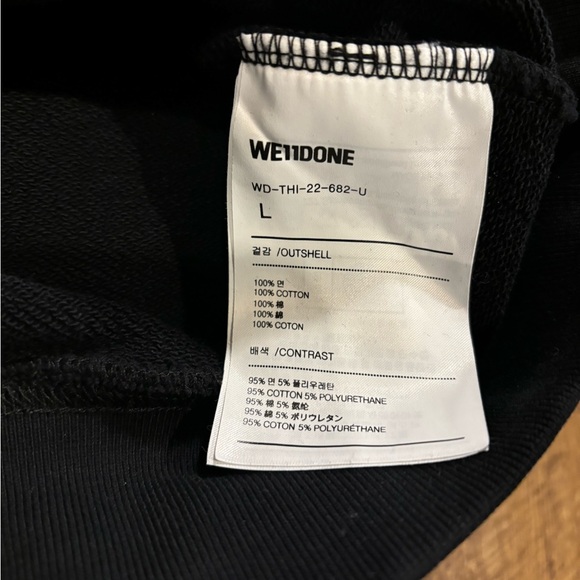 WE11DONE
WD-THI-22-682-U
L
겉감 /OUTSHELL
100% 면
100% COTTON
100% 棉
100% 綿
100% COTON
배색 /CONTRAST
95% 면 5% 폴리우레탄
95% COTTON 5% POLYURETHANE
95% 棉 5% 氨纶
95% 綿 5% ポリウレタン
95% COTON 5% POLYURÉTHANE